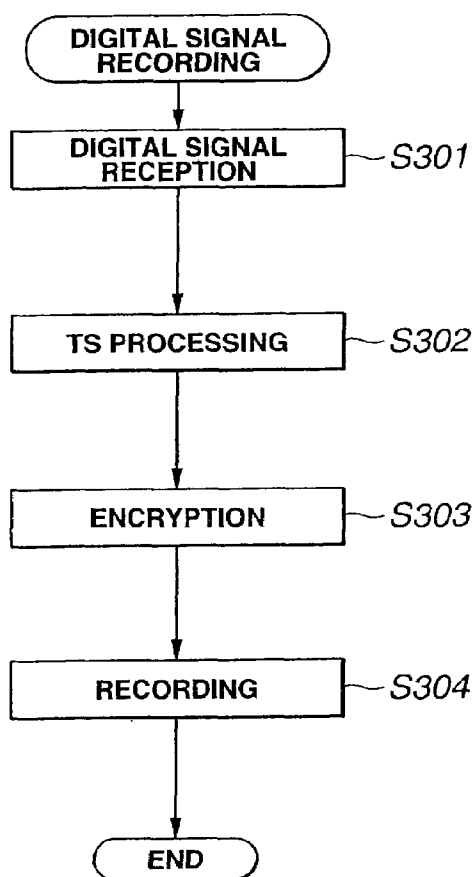 DIGITAL SIGNAL
RECORDING
DIGITAL SIGNAL
RECEPTION
S301
TS PROCESSING
S302
ENCRYPTION
S303
RECORDING
S304
END